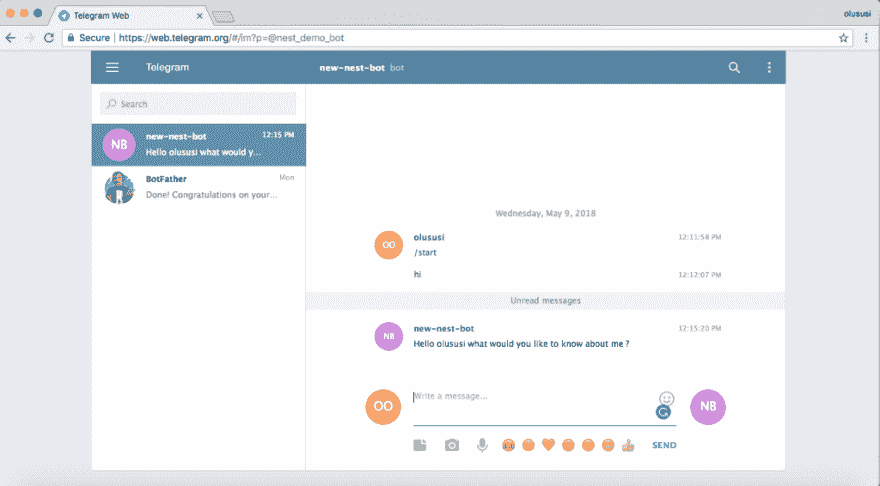 Telegram Web
olususi
Secure | https://web.telegram.org/#/im?p=@nest_demo_bot
Telegram
new-nest-bot bot
Search
NB
new-nest-bot 12:15 PM
Hello olususi what would y...
BotFather Mon
Done! Congratulations on your...
Wednesday, May 9, 2018
OO
olususi 12:11:58 PM
/start
hi 12:12:07 PM
Unread messages
NB
new-nest-bot 12:15:20 PM
Hello olususi what would you like to know about me ?
OO
Write a message...
NB
SEND